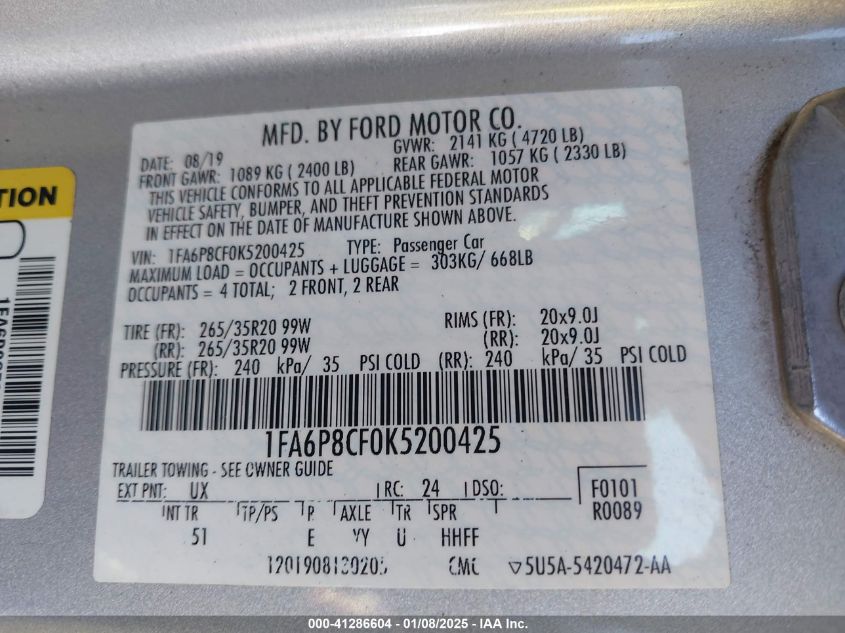 MFD. BY FORD MOTOR CO.
DATE: 08/19 GVWR: 2141 KG ( 4720 LB)
FRONT GAWR: 1089 KG ( 2400 LB) REAR GAWR: 1057 KG ( 2330 LB)
THIS VEHICLE CONFORMS TO ALL APPLICABLE FEDERAL MOTOR
VEHICLE SAFETY, BUMPER, AND THEFT PREVENTION STANDARDS
IN EFFECT ON THE DATE OF MANUFACTURE SHOWN ABOVE.
VIN: 1FA6P8CF0K5200425 TYPE: Passenger Car
MAXIMUM LOAD = OCCUPANTS + LUGGAGE = 303KG/ 668LB
OCCUPANTS = 4 TOTAL; 2 FRONT, 2 REAR
TIRE (FR): 265/35R20 99W RIMS (FR): 20x9.0J
(RR): 265/35R20 99W (RR): 20x9.0J
PRESSURE (FR): 240 kPa/ 35 PSI COLD (RR): 240 kPa/ 35 PSI COLD
1FA6P8CF0K5200425
TRAILER TOWING - SEE OWNER GUIDE
EXT PNT: UX RC: 24 DSO: F0101
INT TR TP/PS R AXLE TR SPR R0089
51 E YY U HHFF
1201908130205 CMC 5U5A-5420472-AA
TION
000-41286604 | 01/08/2025 - IAA Inc.